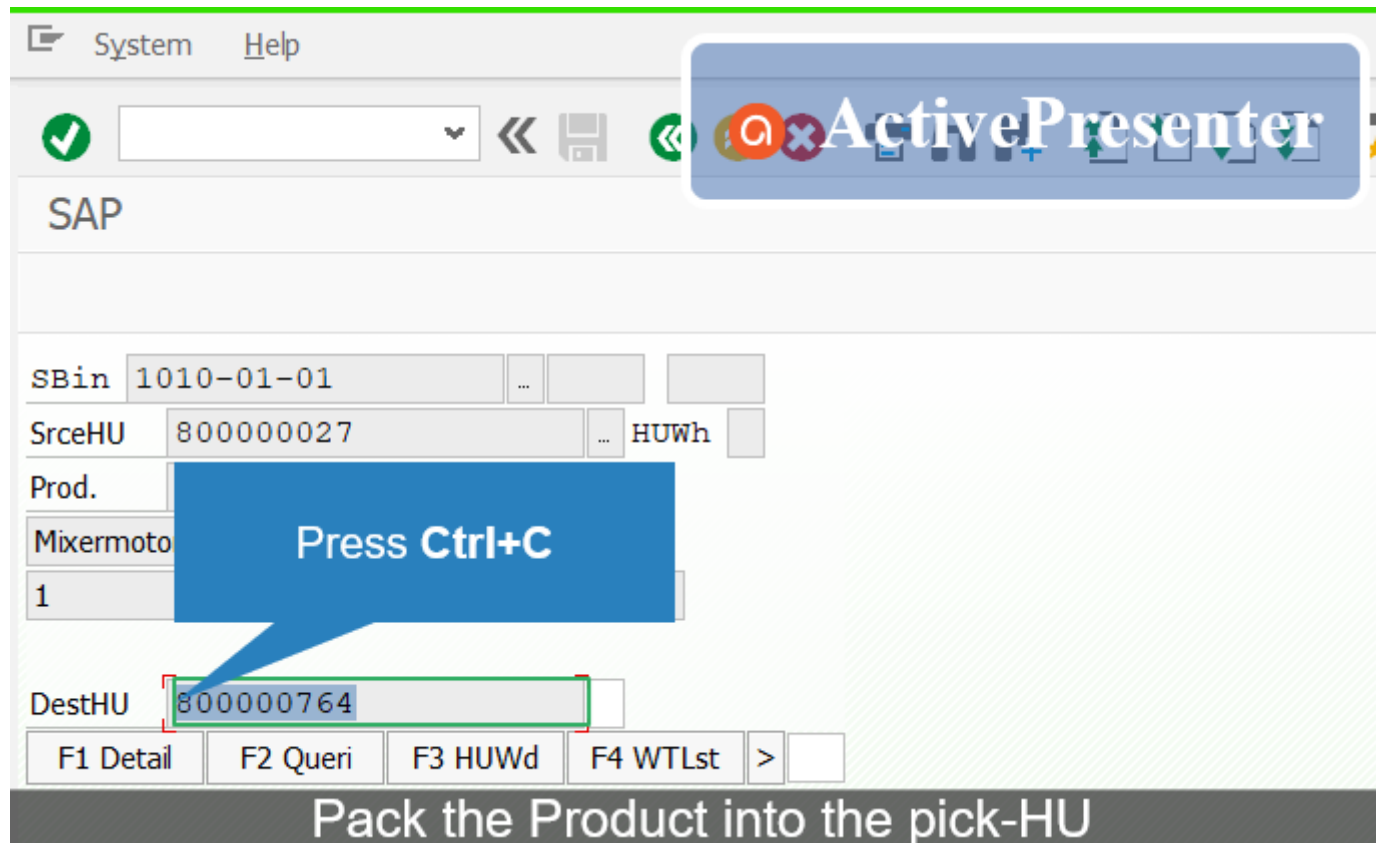 System Help
ActivePresenter
SAP
SBin 1010-01-01 ...
SrceHU 800000027 ... HUWh
Prod.
Mixermoto
Press Ctrl+C
1
DestHU 800000764
F1 Detail F2 Queri F3 HUWd F4 WTLst >
Pack the Product into the pick-HU